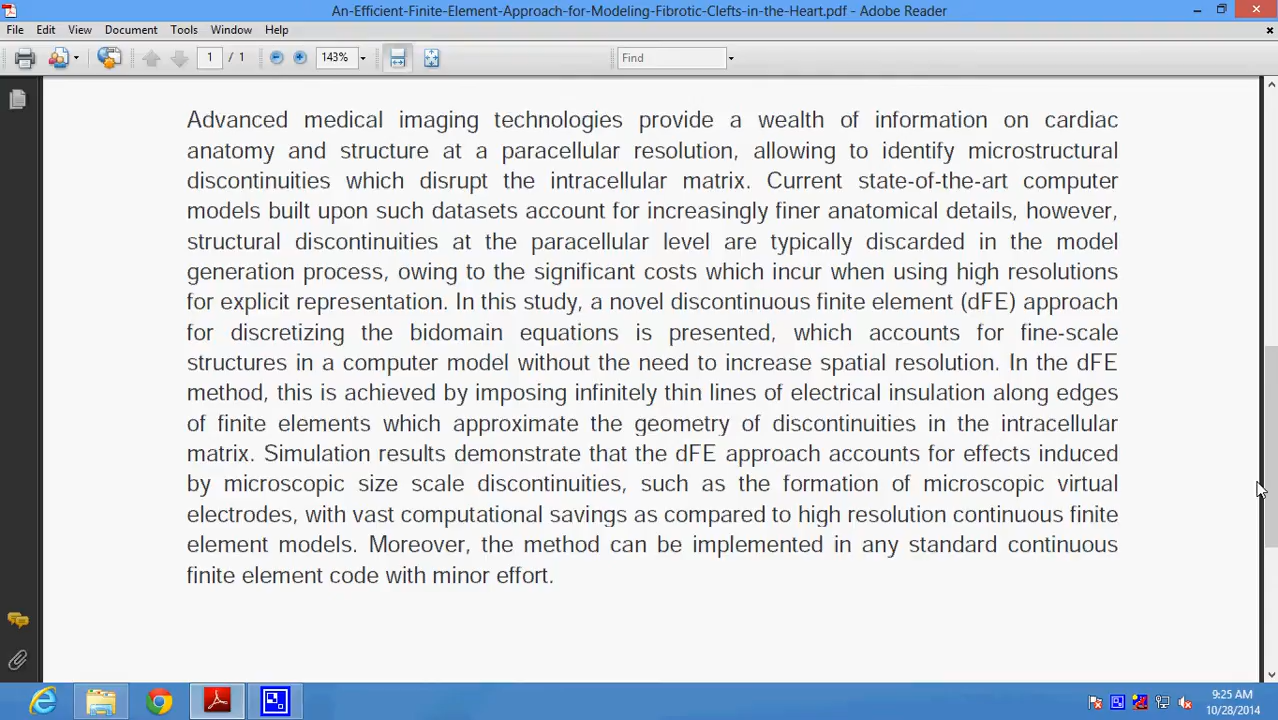 An-Efficient-Finite-Element-Approach-for-Modeling-Fibrotic-Clefts-in-the-Heart.pdf - Adobe Reader
File Edit View Document Tools Window Help
1 / 1 143% Find
Advanced medical imaging technologies provide a wealth of information on cardiac
anatomy and structure at a paracellular resolution, allowing to identify microstructural
discontinuities which disrupt the intracellular matrix. Current state-of-the-art computer
models built upon such datasets account for increasingly finer anatomical details, however,
structural discontinuities at the paracellular level are typically discarded in the model
generation process, owing to the significant costs which incur when using high resolutions
for explicit representation. In this study, a novel discontinuous finite element (dFE) approach
for discretizing the bidomain equations is presented, which accounts for fine-scale
structures in a computer model without the need to increase spatial resolution. In the dFE
method, this is achieved by imposing infinitely thin lines of electrical insulation along edges
of finite elements which approximate the geometry of discontinuities in the intracellular
matrix. Simulation results demonstrate that the dFE approach accounts for effects induced
by microscopic size scale discontinuities, such as the formation of microscopic virtual
electrodes, with vast computational savings as compared to high resolution continuous finite
element models. Moreover, the method can be implemented in any standard continuous
finite element code with minor effort.
9:25 AM
10/28/2014